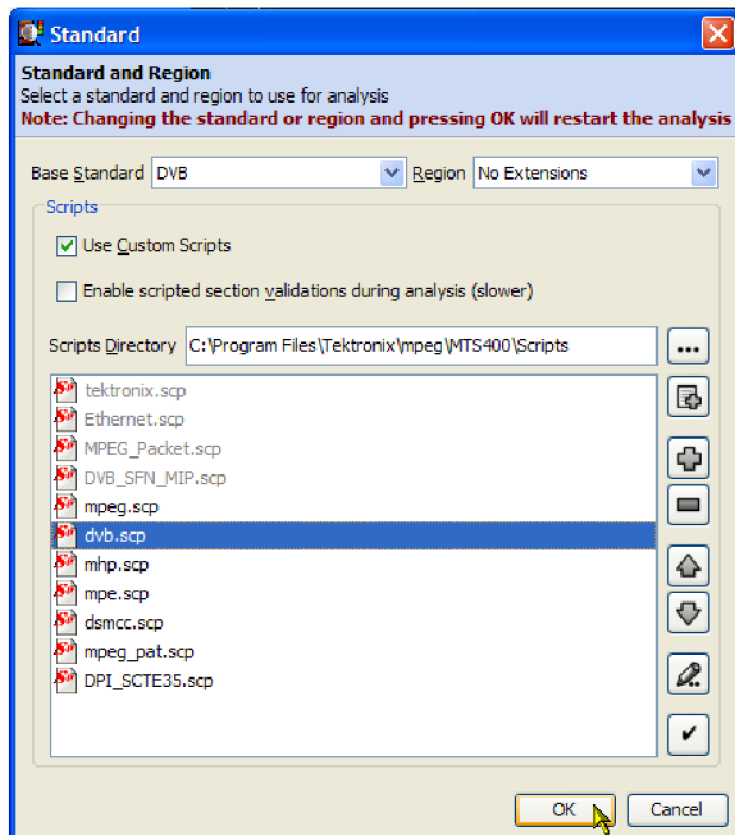 Standard
Standard and Region
Select a standard and region to use for analysis
Note: Changing the standard or region and pressing OK will restart the analysis
Base Standard DVB Region No Extensions
Scripts
Use Custom Scripts
Enable scripted section validations during analysis (slower)
Scripts Directory C:\Program Files\Tektronix\mpeg\MTS400\Scripts ...
tektronix.scp
Ethernet.scp
MPEG_Packet.scp
DVB_SFN_MIP.scp
mpeg.scp
dvb.scp
mhp.scp
mpe.scp
dsmcc.scp
mpeg_pat.scp
DPI_SCTE35.scp
OK Cancel